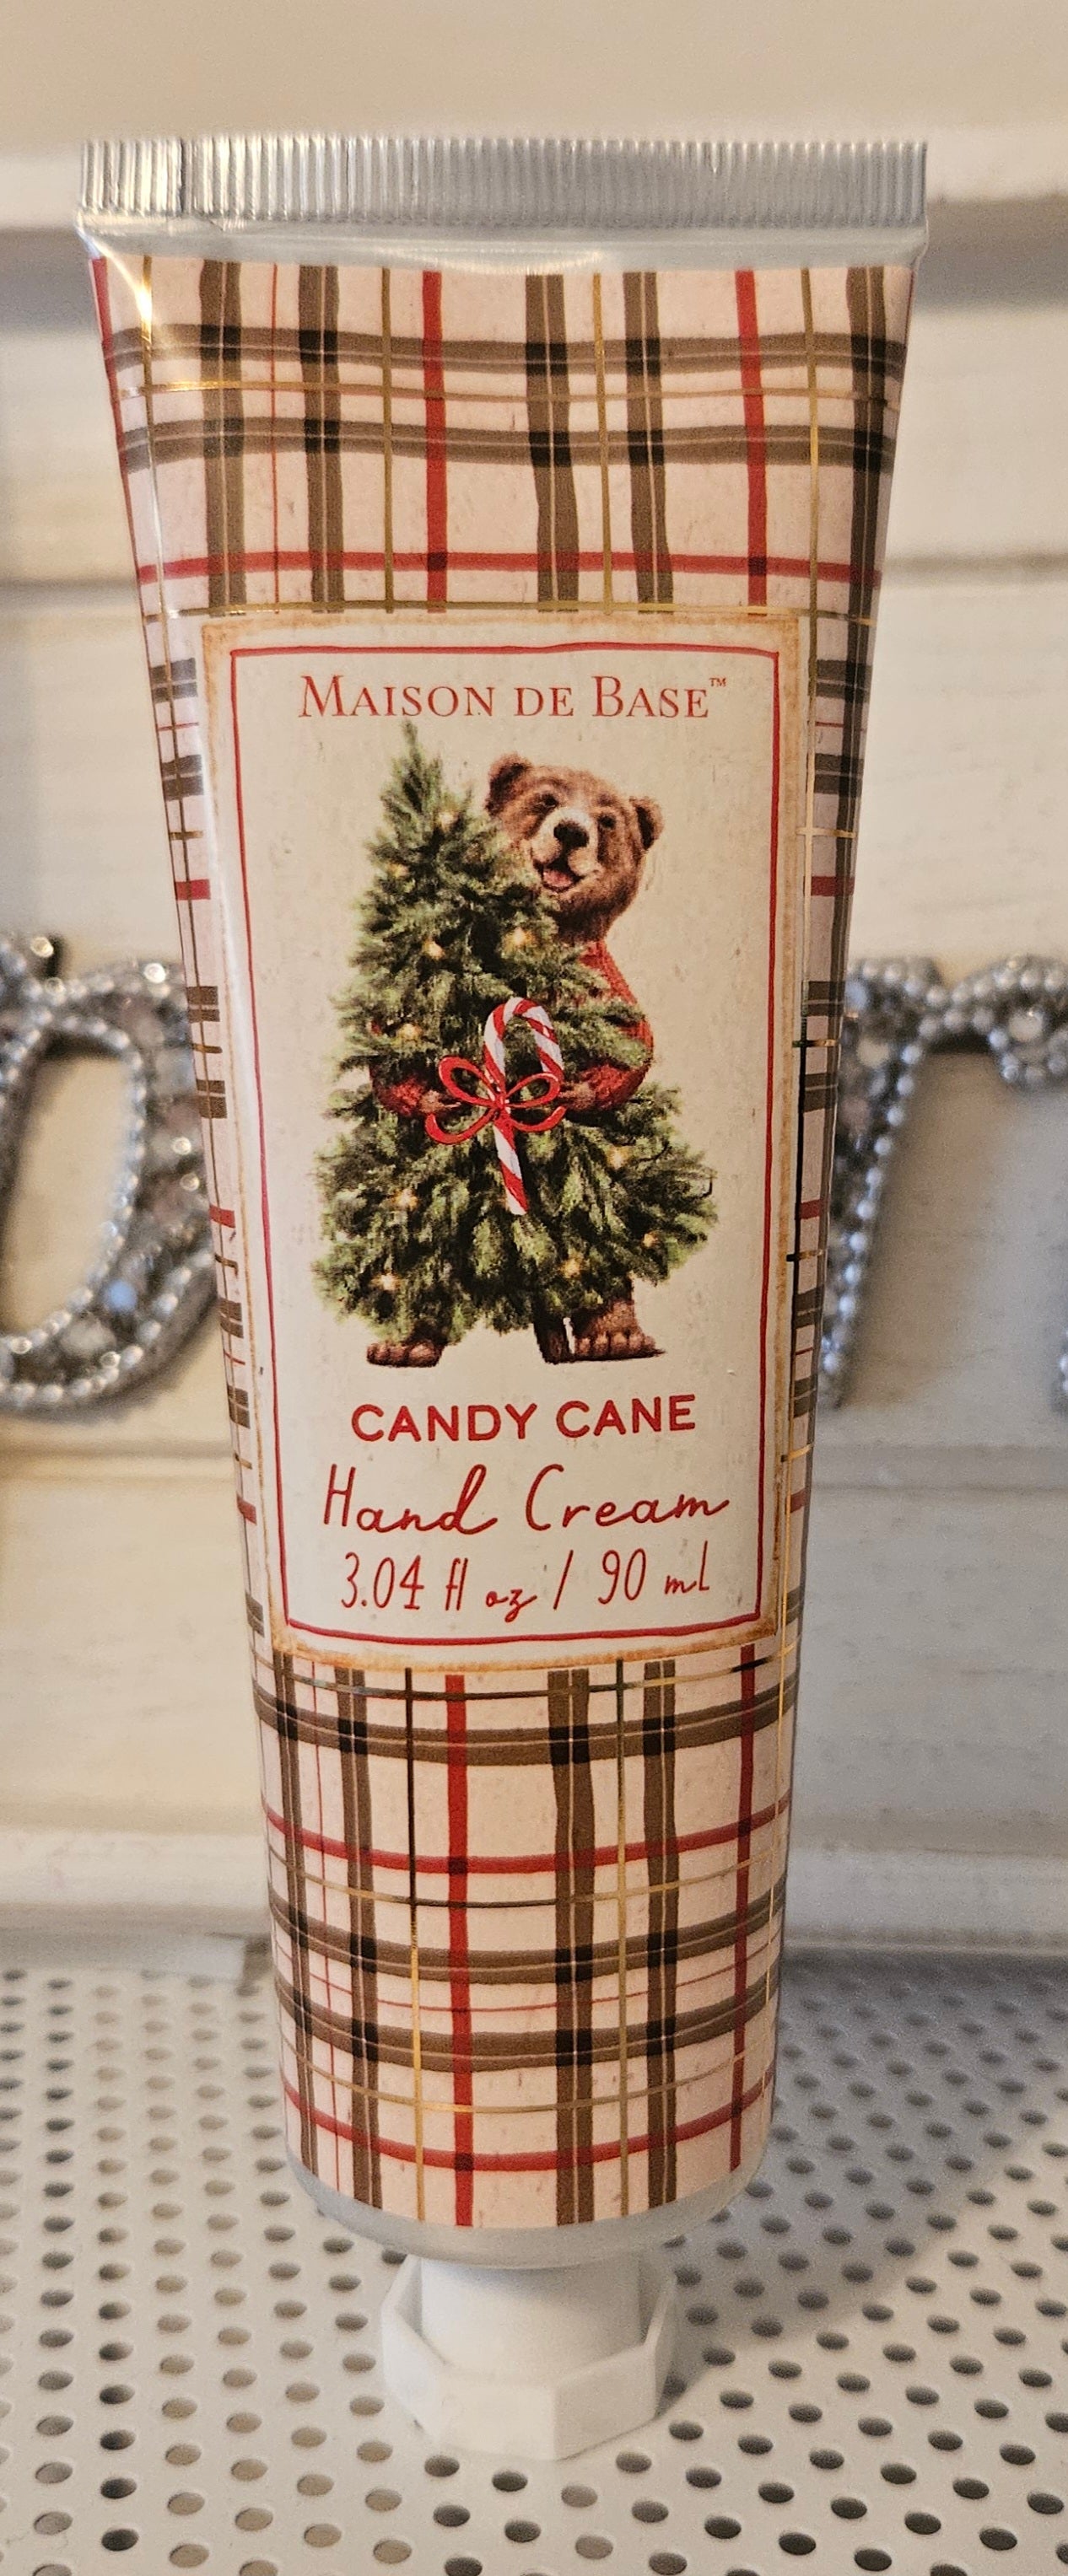 MAISON DE BASE™
CANDY CANE
Hand Cream
3.04 fl oz / 90 ml